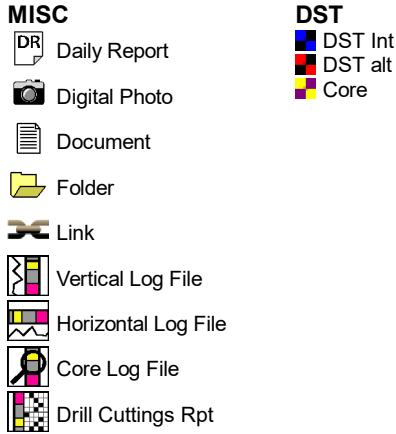 MISC
DR Daily Report
Digital Photo
Document
Folder
Link
Vertical Log File
Horizontal Log File
Core Log File
Drill Cuttings Rpt
DST
DST Int
DST alt
Core